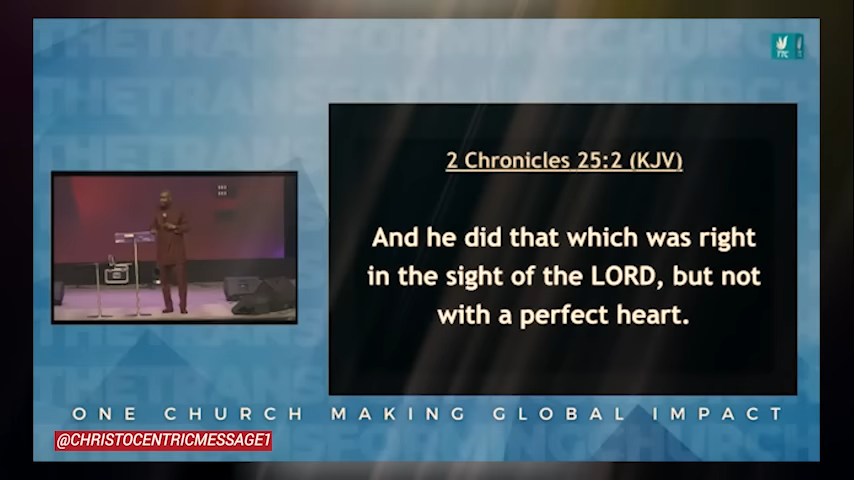 TTC
2 Chronicles 25:2 (KJV)
And he did that which was right
in the sight of the LORD, but not
with a perfect heart.
ONE CHURCH MAKING GLOBAL IMPACT
@CHRISTOCENTRICMESSAGE1